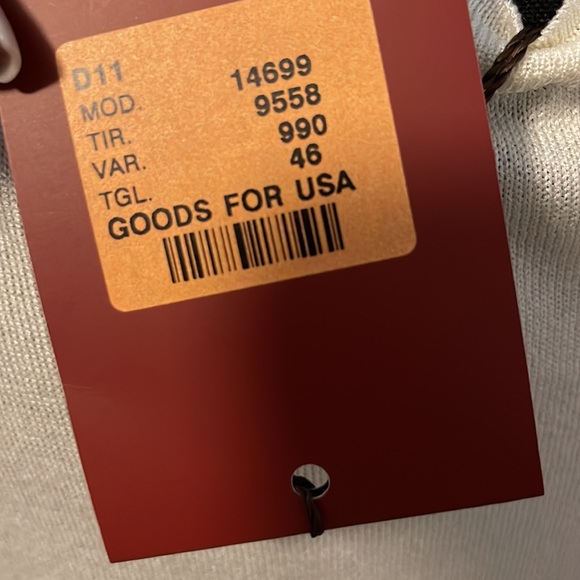 D11
MOD. 14699
TIR. 9558
VAR. 990
TGL. 46
GOODS FOR USA